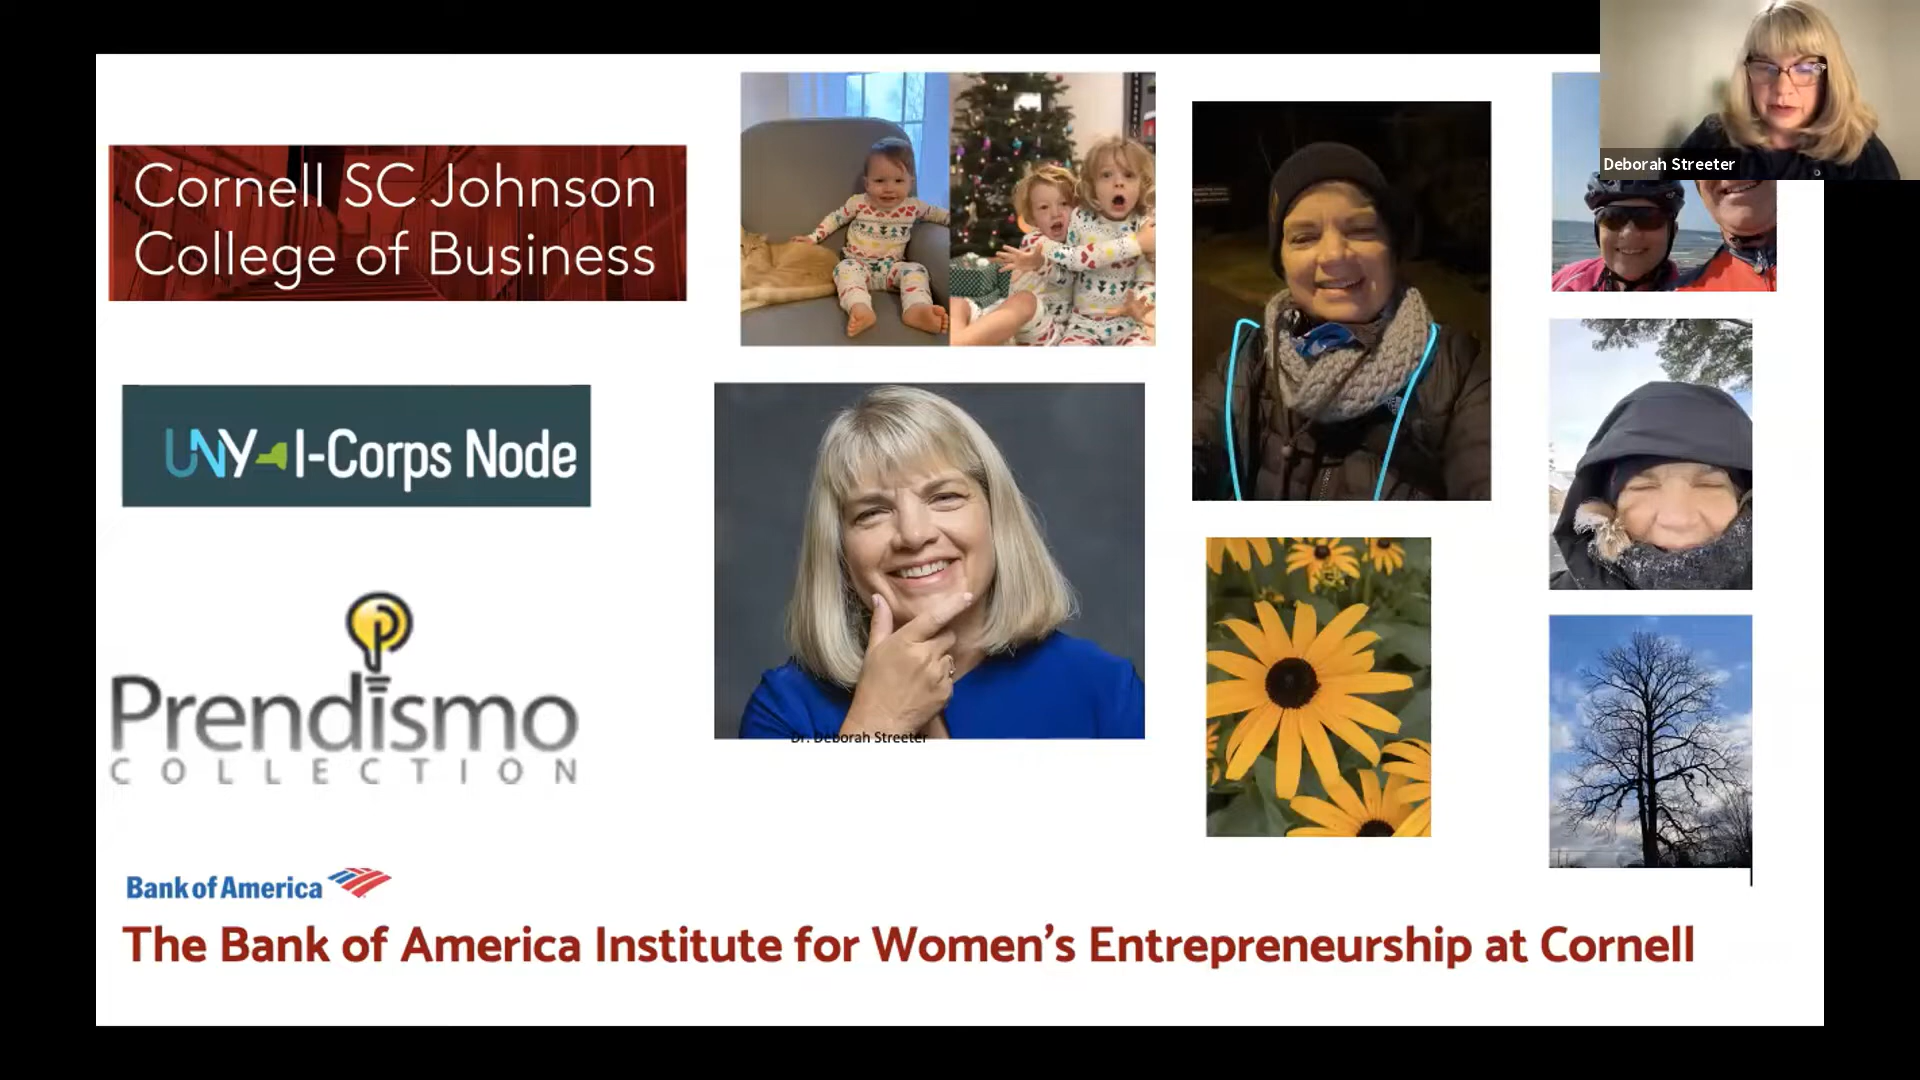 Cornell SC Johnson
College of Business
UNY I-Corps Node
Prendismo
COLLECTION
Dr. Deborah Streeter
Deborah Streeter
Bank of America
The Bank of America Institute for Women’s Entrepreneurship at Cornell